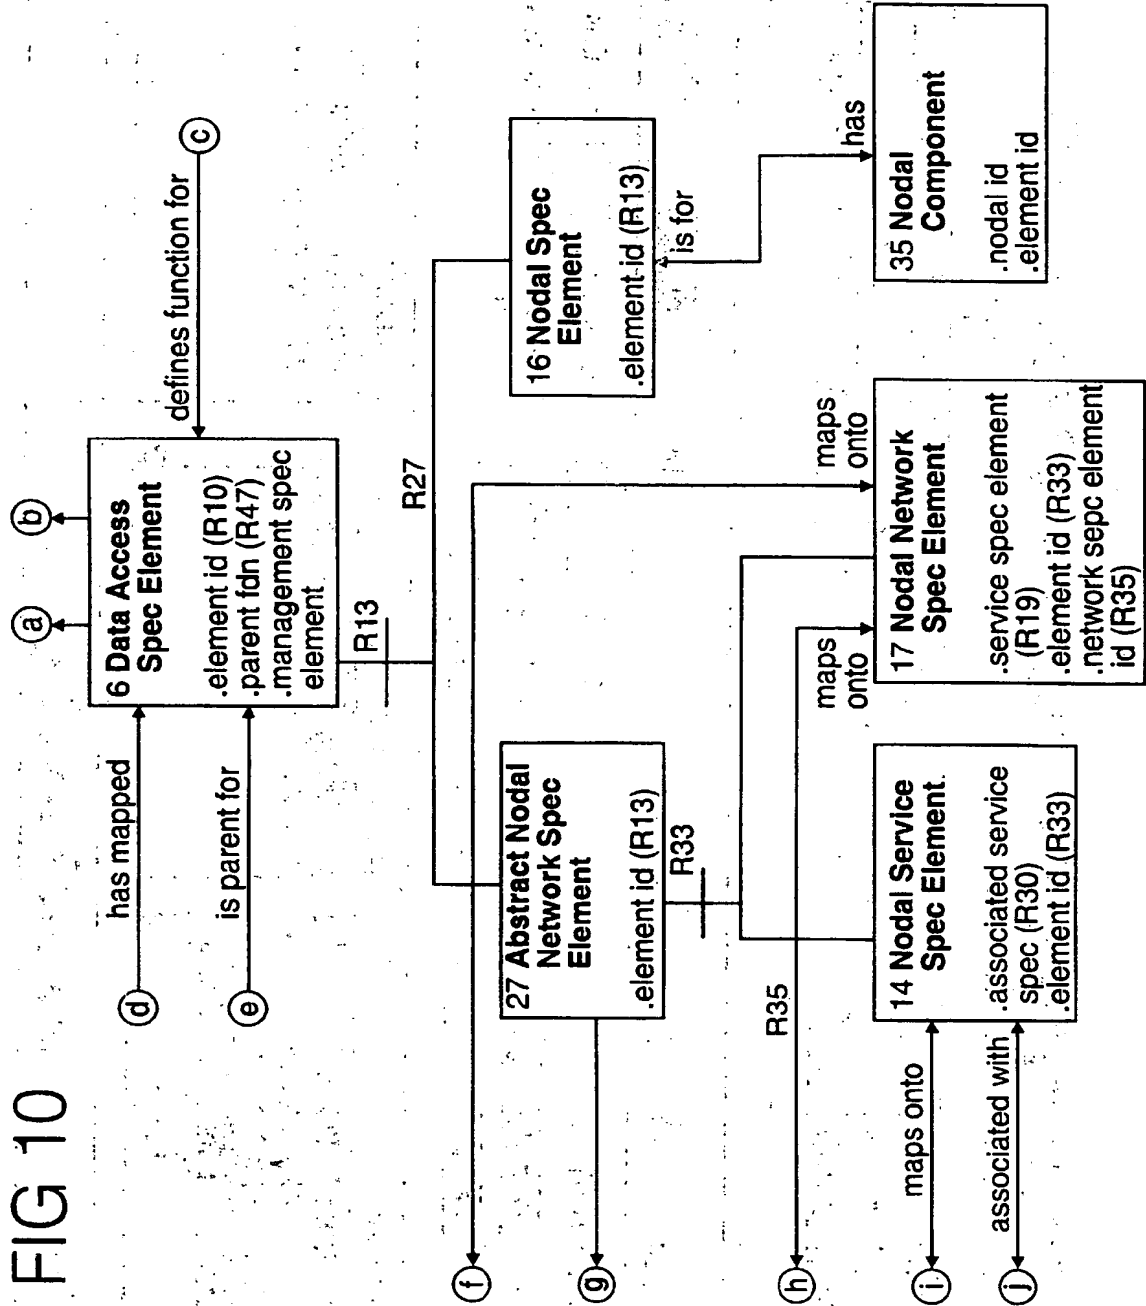 FIG 10
a
b
c
d
has mapped
e
is parent for
defines function for
6 Data Access
Spec Element
.element id (R10)
.parent fdn (R47)
.management spec
element
R13
R27
f
g
27 Abstract Nodal
Network Spec
Element
.element id (R13)
R33
16 Nodal Spec
Element
.element id (R13)
is for
has
maps
onto
maps
onto
h
R35
i
maps onto
j
associated with
14 Nodal Service
Spec Element
.associated service
spec (R30)
.element id (R33)
17 Nodal Network
Spec Element
.service spec element
(R19)
.element id (R33)
.network sepc element
id (R35)
35 Nodal
Component
.nodal id
.element id